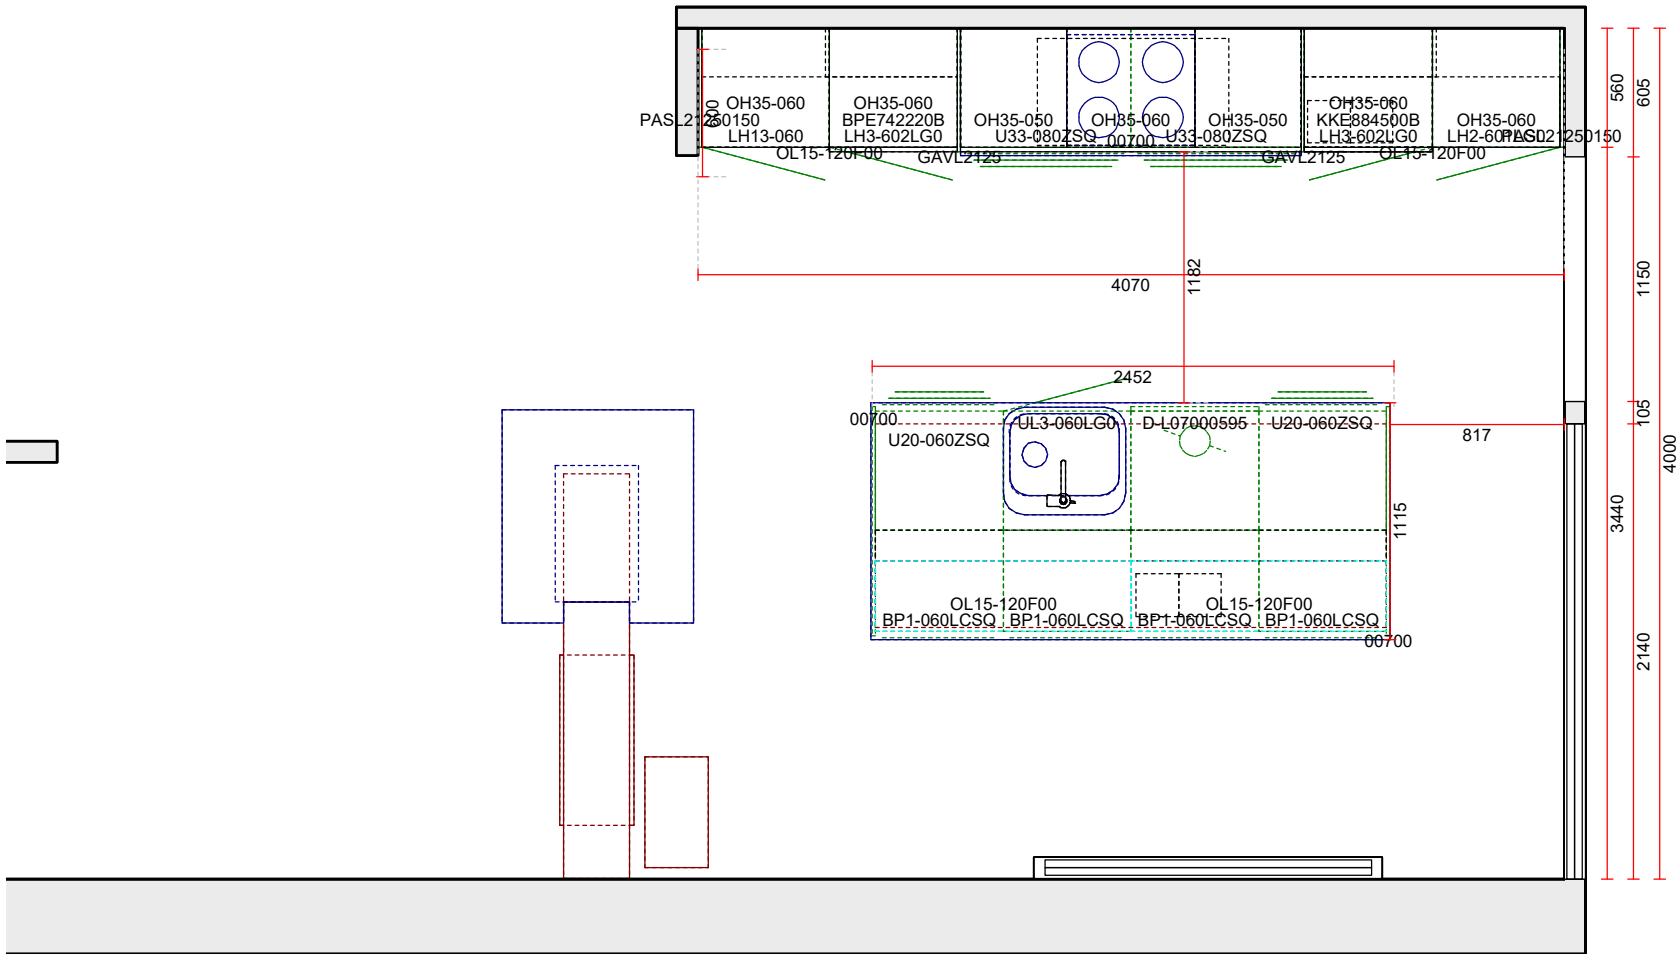 OH35-060
PASL21250150
600
LH13-060
OH35-060
BPE742220B
LH3-602LG0
OL15-120F00
GAVL2125
OH35-050
U33-080ZSQ
OH35-060
00700
OH35-050
U33-080ZSQ
GAVL2125
OH35-060
KKE884500B
LH3-602LG0
OL15-120F00
OH35-060
LH2-601LG0
PASL21250150
560
605
1182
4070
1150
2452
00700
U20-060ZSQ
UL3-060LG0
D-L07000595
U20-060ZSQ
817
105
4000
1115
3440
OL15-120F00
BP1-060LCSQ
BP1-060LCSQ
OL15-120F00
BP1-060LCSQ
BP1-060LCSQ
00700
2140